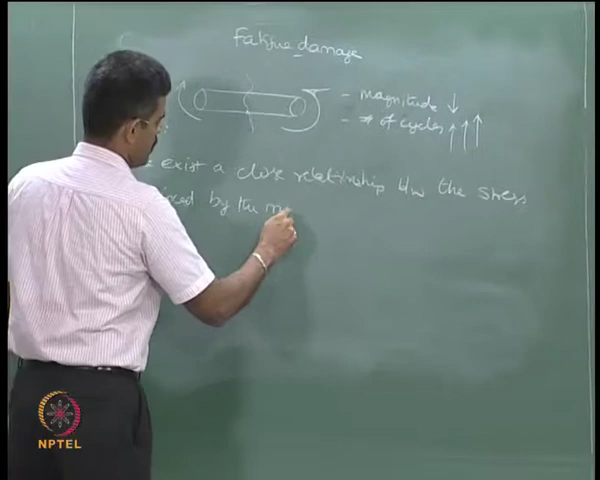 Fatigue damage
- magnitude ↓
- # of cycles ↑↑↑
exist a close relationship b/w the stress
by the
NPTEL